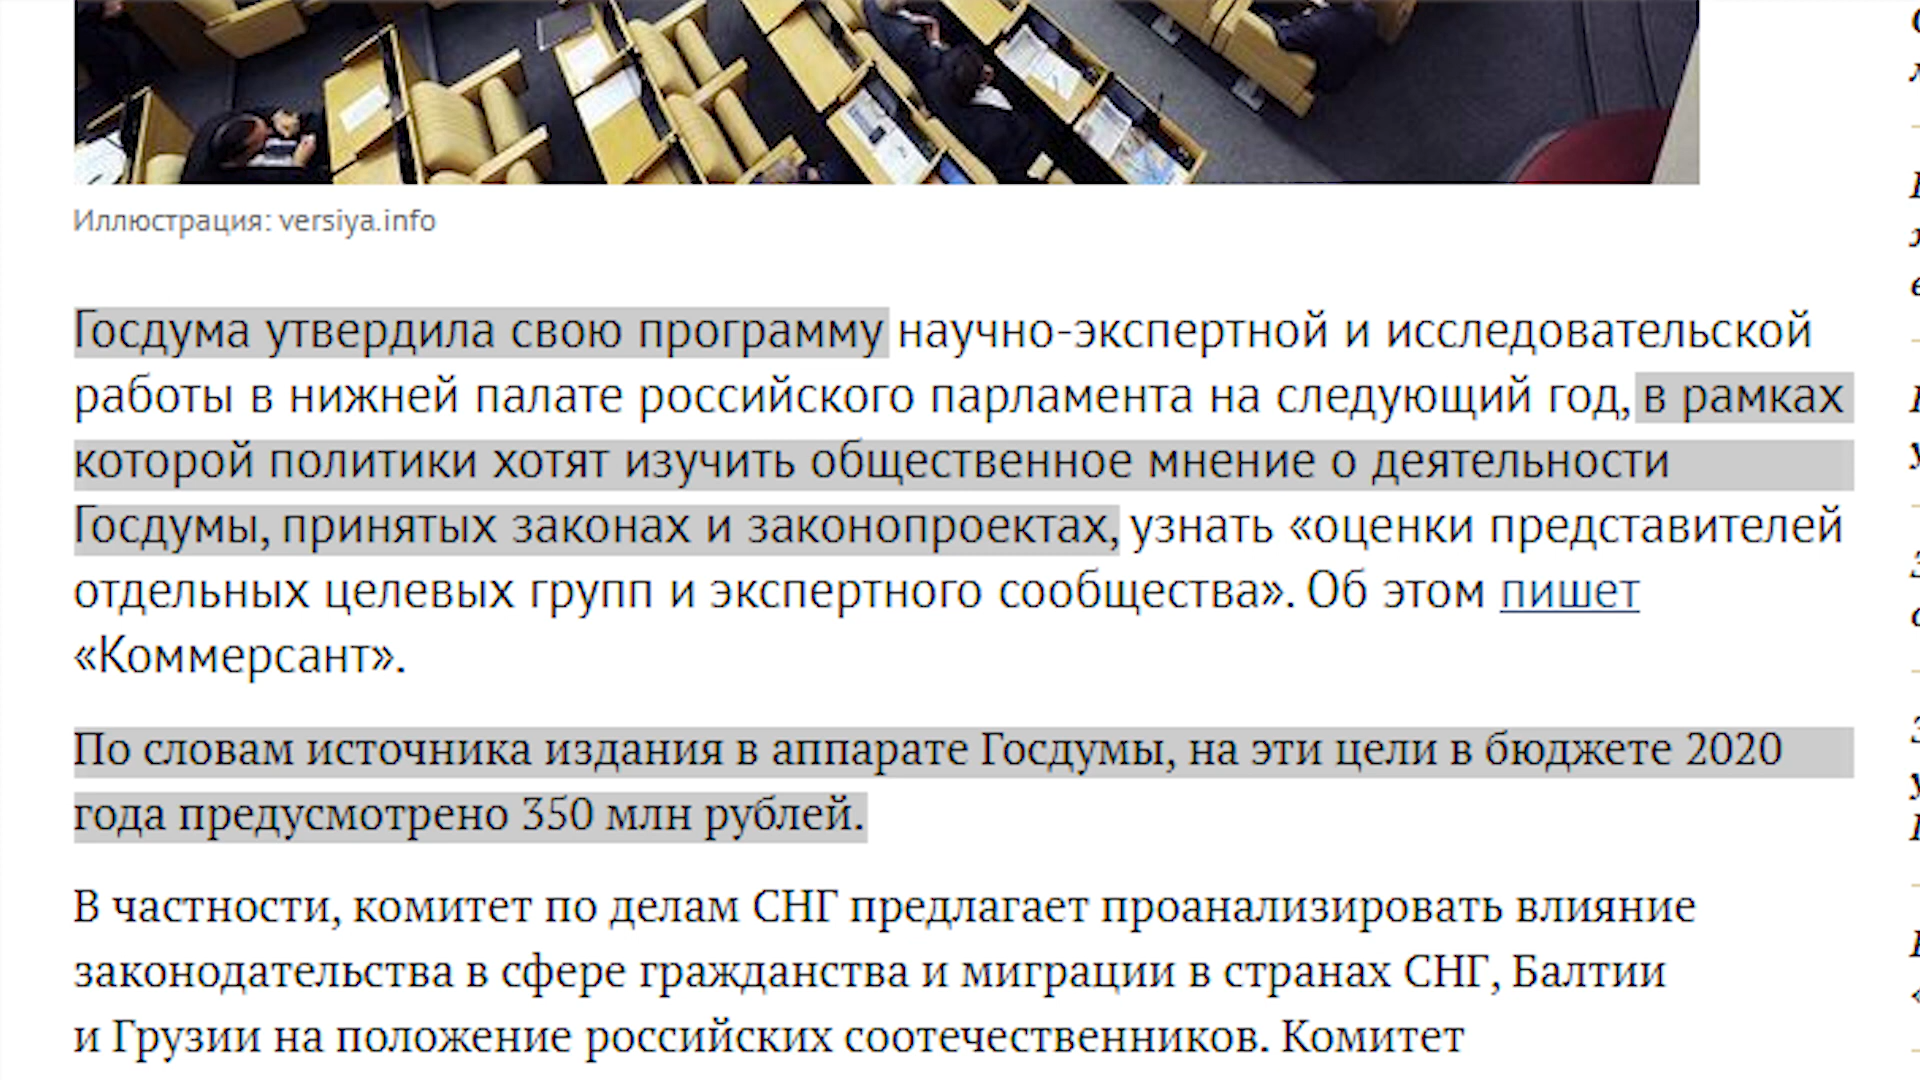 Иллюстрация: versiya.info
Госдума утвердила свою программу научно-экспертной и исследовательской
работы в нижней палате российского парламента на следующий год, в рамках
которой политики хотят изучить общественное мнение о деятельности
Госдумы, принятых законах и законопроектах, узнать «оценки представителей
отдельных целевых групп и экспертного сообщества». Об этом пишет
«Коммерсант».
По словам источника издания в аппарате Госдумы, на эти цели в бюджете 2020
года предусмотрено 350 млн рублей.
В частности, комитет по делам СНГ предлагает проанализировать влияние
законодательства в сфере гражданства и миграции в странах СНГ, Балтии
и Грузии на положение российских соотечественников. Комитет